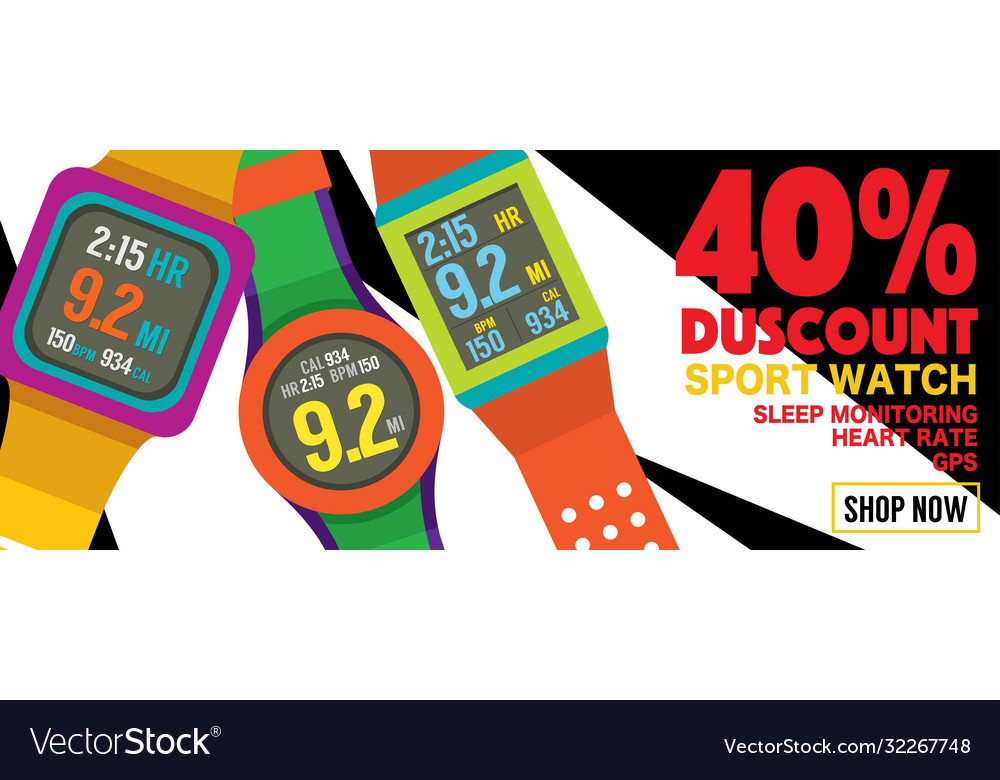 2:15 HR
9.2 MI
150 BPM 934 CAL
CAL 934
HR 2:15 BPM 150
9.2 MI
2:15 HR
9.2 MI
BPM 150
CAL 934
40%
DUSCOUNT
SPORT WATCH
SLEEP MONITORING
HEART RATE
GPS
SHOP NOW
VectorStock®
VectorStock.com/32267748